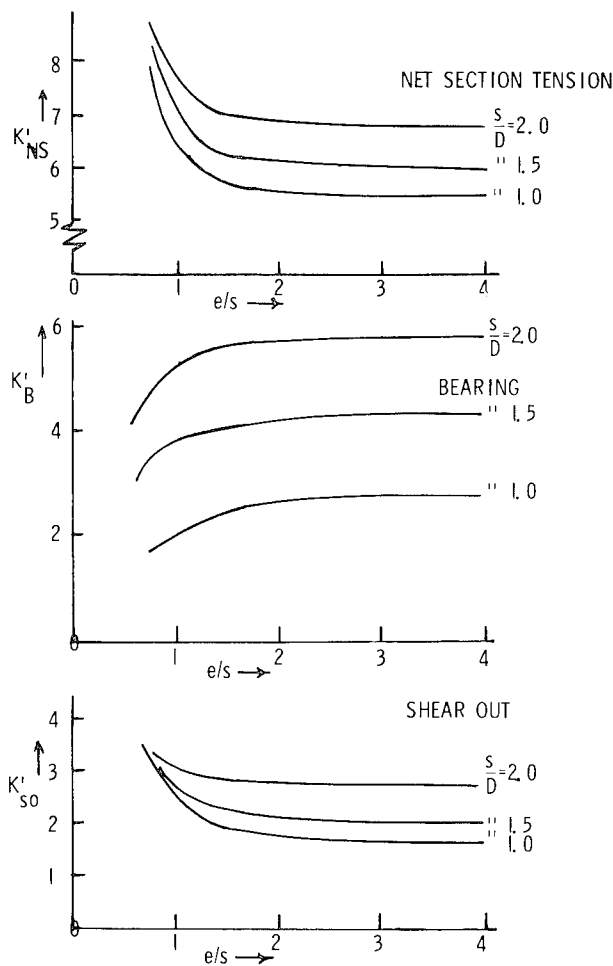 8
NET SECTION TENSION
7
K'NS
s/D=2.0
6
" 1.5
" 1.0
5
0 1 2 3 4
e/s →
6
s/D=2.0
K'B
BEARING
4
" 1.5
" 1.0
2
0 1 2 3 4
e/s →
4
SHEAR OUT
3
s/D=2.0
K'so
2
" 1.5
" 1.0
1
0 1 2 3 4
e/s →